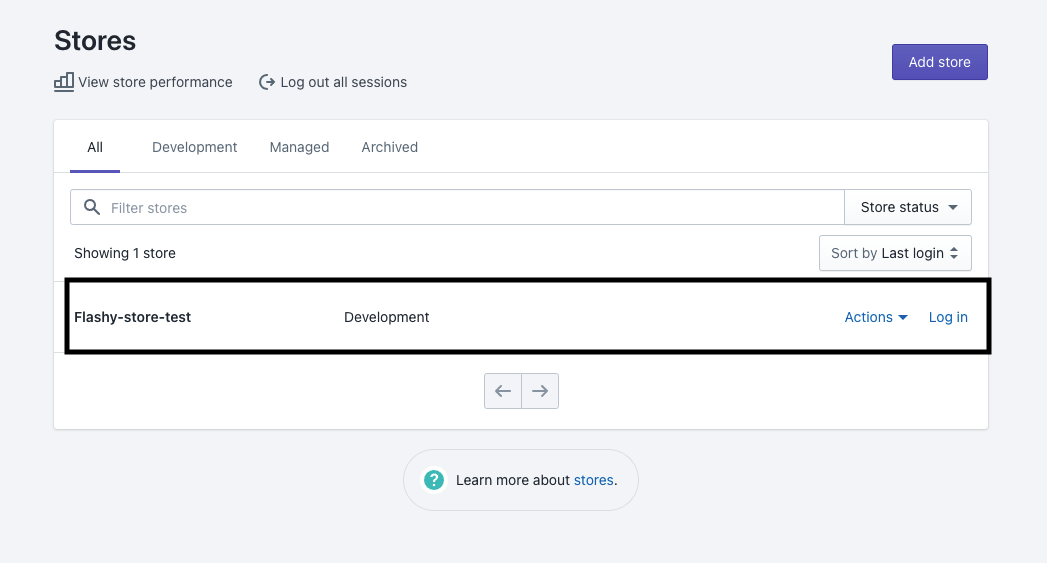 Stores
View store performance
Log out all sessions
Add store
All
Development
Managed
Archived
Filter stores
Store status
Showing 1 store
Sort by Last login
Flashy-store-test
Development
Actions
Log in
? Learn more about stores.